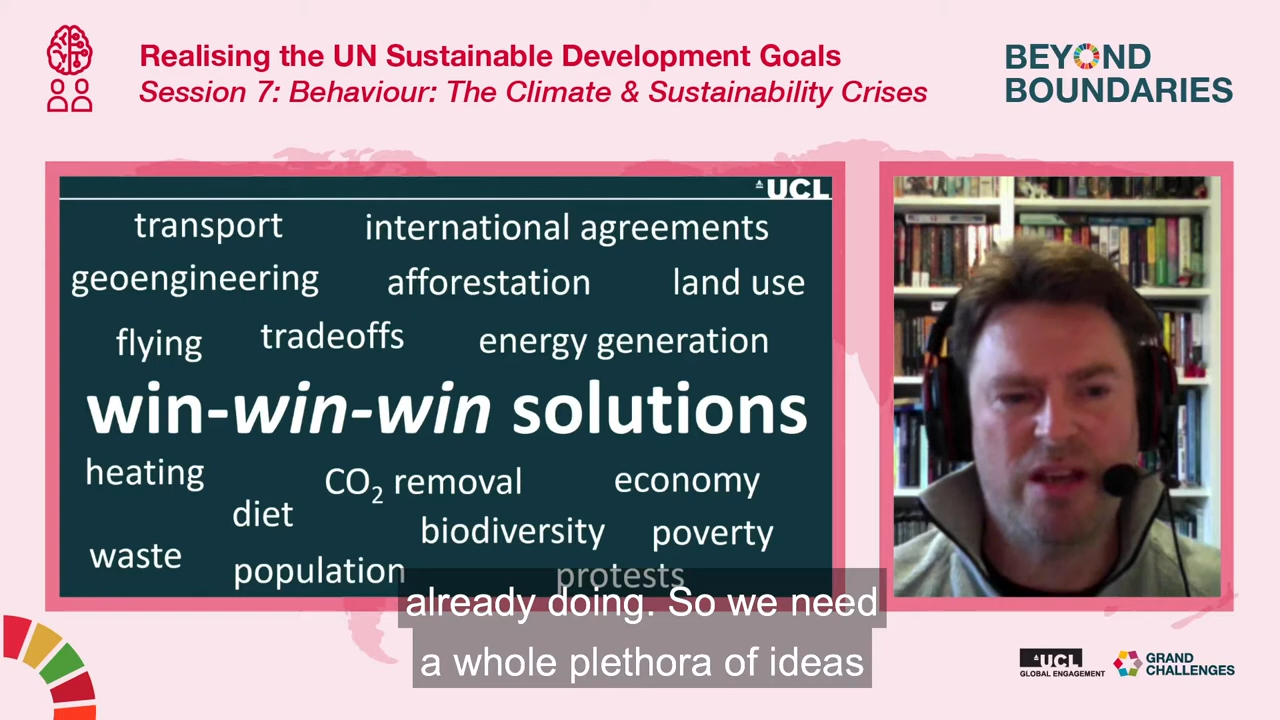 Realising the UN Sustainable Development Goals
Session 7: Behaviour: The Climate & Sustainability Crises
BEYOND
BOUNDARIES
UCL
transport international agreements
geoengineering afforestation land use
flying tradeoffs energy generation
win-win-win solutions
heating CO2 removal economy
diet biodiversity poverty
waste population protests
already doing. So we need
a whole plethora of ideas
UCL
GLOBAL ENGAGEMENT
GRAND
CHALLENGES